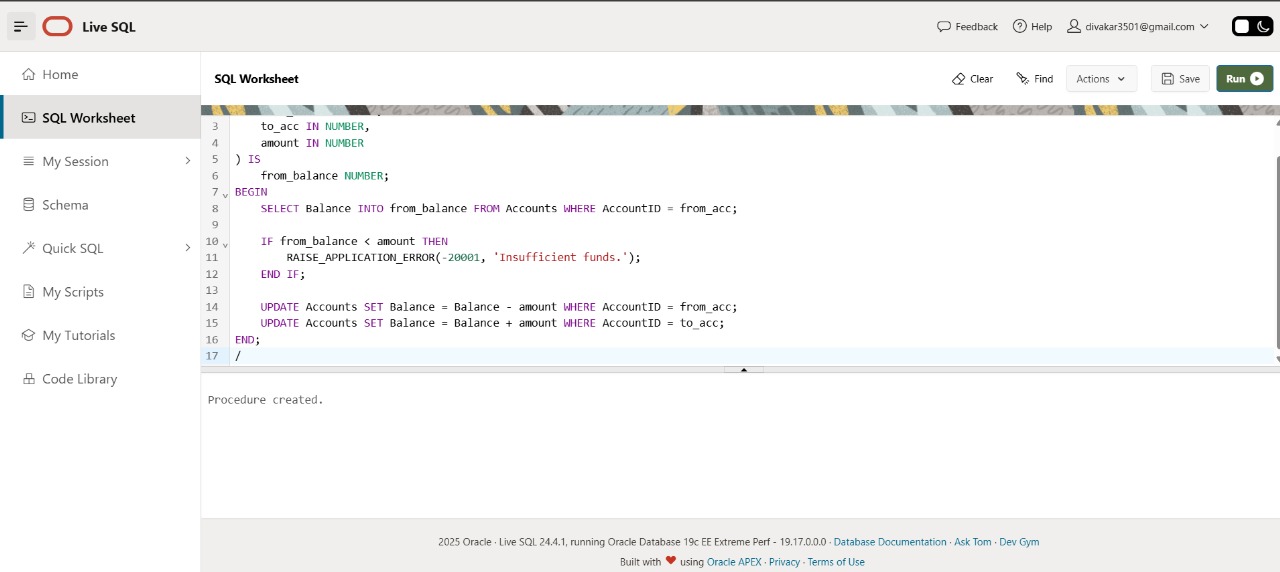 Live SQL
Feedback
Help
divakar3501@gmail.com
Home
SQL Worksheet
My Session
Schema
Quick SQL
My Scripts
My Tutorials
Code Library
SQL Worksheet
Clear
Find
Actions
Save
Run
3 to_acc IN NUMBER,
4 amount IN NUMBER
5 ) IS
6 from_balance NUMBER;
7 BEGIN
8 SELECT Balance INTO from_balance FROM Accounts WHERE AccountID = from_acc;
9
10 IF from_balance < amount THEN
11 RAISE_APPLICATION_ERROR(-20001, 'Insufficient funds.');
12 END IF;
13
14 UPDATE Accounts SET Balance = Balance - amount WHERE AccountID = from_acc;
15 UPDATE Accounts SET Balance = Balance + amount WHERE AccountID = to_acc;
16 END;
17 /
Procedure created.
2025 Oracle · Live SQL 24.4.1, running Oracle Database 19c EE Extreme Perf - 19.17.0.0.0 · Database Documentation · Ask Tom · Dev Gym
Built with ❤ using Oracle APEX · Privacy · Terms of Use